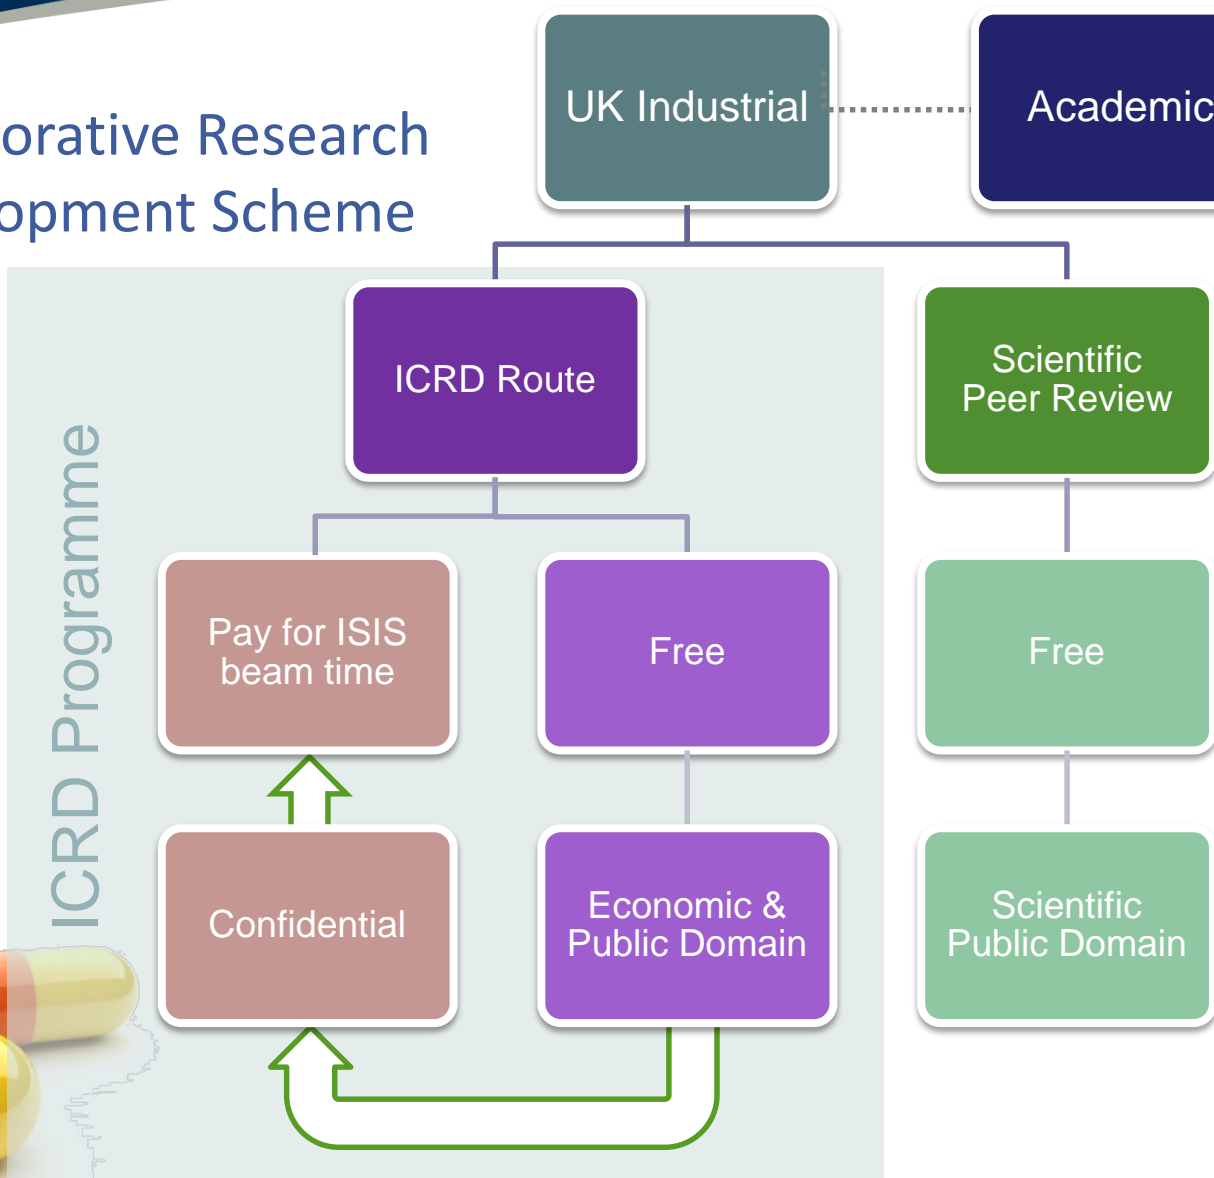 orative Research
opment Scheme
UK Industrial
Academic
ICRD Programme
ICRD Route
Scientific
Peer Review
Pay for ISIS
beam time
Free
Free
Confidential
Economic &
Public Domain
Scientific
Public Domain